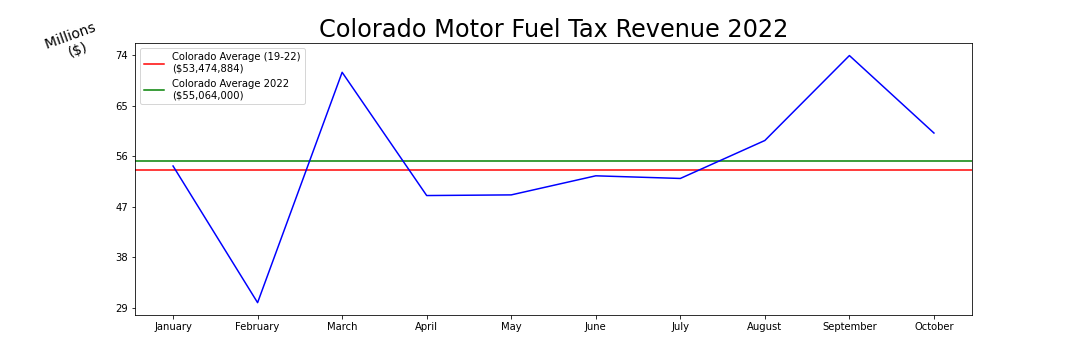 Colorado Motor Fuel Tax Revenue 2022
Millions
($)
Colorado Average (19-22)
($53,474,884)
Colorado Average 2022
($55,064,000)
74
65
56
47
38
29
January February March April May June July August September October